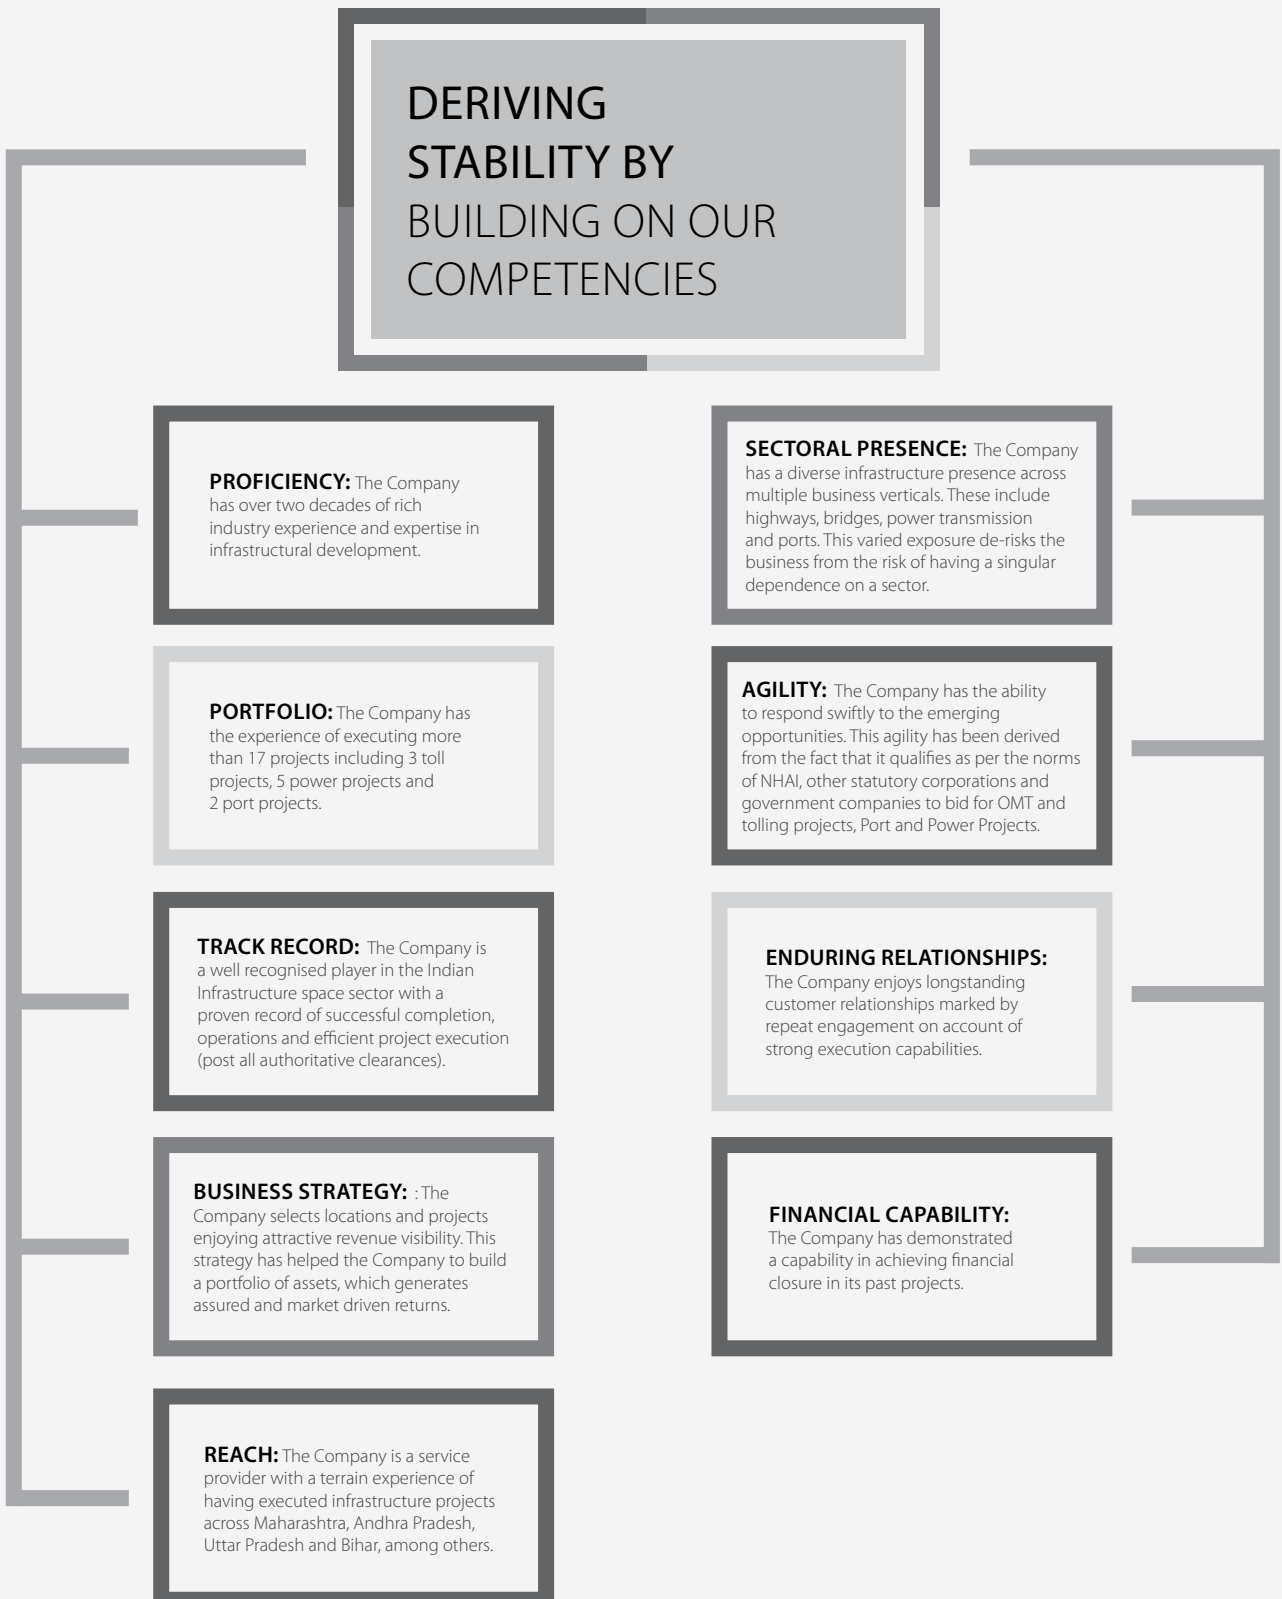 DERIVING
STABILITY BY
BUILDING ON OUR
COMPETENCIES
PROFICIENCY: The Company
has over two decades of rich
industry experience and expertise in
infrastructural development.
PORTFOLIO: The Company has
the experience of executing more
than 17 projects including 3 toll
projects, 5 power projects and
2 port projects.
TRACK RECORD: The Company is
a well recognised player in the Indian
Infrastructure space sector with a
proven record of successful completion,
operations and efficient project execution
(post all authoritative clearances).
BUSINESS STRATEGY: : The
Company selects locations and projects
enjoying attractive revenue visibility. This
strategy has helped the Company to build
a portfolio of assets, which generates
assured and market driven returns.
REACH: The Company is a service
provider with a terrain experience of
having executed infrastructure projects
across Maharashtra, Andhra Pradesh,
Uttar Pradesh and Bihar, among others.
SECTORAL PRESENCE: The Company
has a diverse infrastructure presence across
multiple business verticals. These include
highways, bridges, power transmission
and ports. This varied exposure de-risks the
business from the risk of having a singular
dependence on a sector.
AGILITY: The Company has the ability
to respond swiftly to the emerging
opportunities. This agility has been derived
from the fact that it qualifies as per the norms
of NHAI, other statutory corporations and
government companies to bid for OMT and
tolling projects, Port and Power Projects.
ENDURING RELATIONSHIPS:
The Company enjoys longstanding
customer relationships marked by
repeat engagement on account of
strong execution capabilities.
FINANCIAL CAPABILITY:
The Company has demonstrated
a capability in achieving financial
closure in its past projects.